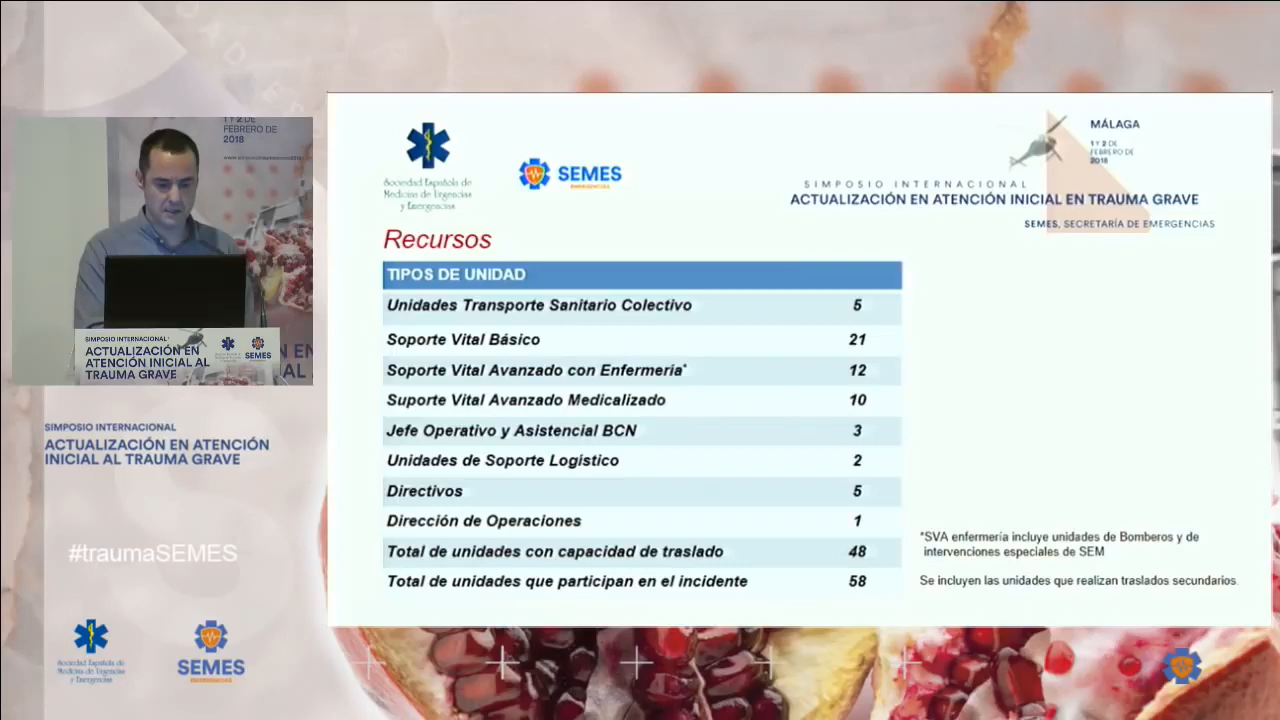 1 Y 2 DE
FEBRERO DE
2018
SIMPOSIO INTERNACIONAL
ACTUALIZACIÓN EN
ATENCIÓN INICIAL AL
TRAUMA GRAVE
SEMES
SIMPOSIO INTERNACIONAL
ACTUALIZACIÓN EN ATENCIÓN
INICIAL AL TRAUMA GRAVE
#traumaSEMES
Sociedad Española de
Medicina de Urgencias
y Emergencias
SEMES
EMERGENCIAS
Sociedad Española de
Medicina de Urgencias
y Emergencias
SEMES
EMERGENCIAS
MÁLAGA
1 Y 2 DE
FEBRERO DE
2018
SIMPOSIO INTERNACIONAL
ACTUALIZACIÓN EN ATENCIÓN INICIAL EN TRAUMA GRAVE
SEMES, SECRETARÍA DE EMERGENCIAS
Recursos
TIPOS DE UNIDAD
Unidades Transporte Sanitario Colectivo 5
Soporte Vital Básico 21
Soporte Vital Avanzado con Enfermería* 12
Suporte Vital Avanzado Medicalizado 10
Jefe Operativo y Asistencial BCN 3
Unidades de Soporte Logístico 2
Directivos 5
Dirección de Operaciones 1
Total de unidades con capacidad de traslado 48
Total de unidades que participan en el incidente 58
*SVA enfermería incluye unidades de Bomberos y de
intervenciones especiales de SEM
Se incluyen las unidades que realizan traslados secundarios